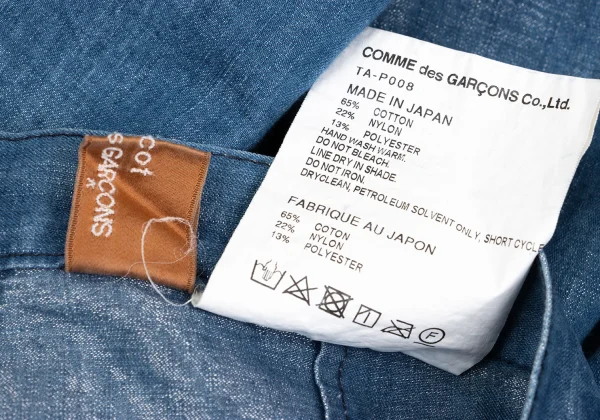 COMME des GARÇONS Co.,Ltd.
TA-P008
MADE IN JAPAN
65% COTTON
22% NYLON
13% POLYESTER
HAND WASH WARM.
DO NOT BLEACH.
LINE DRY IN SHADE.
DO NOT IRON.
DRYCLEAN, PETROLEUM SOLVENT ONLY, SHORT CYCLE
FABRIQUE AU JAPON
65% COTON
22% NYLON
13% POLYESTER
F
cot
s GARÇONS